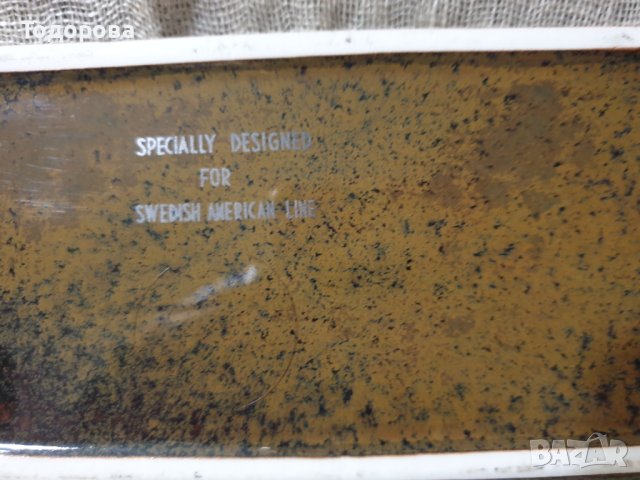 Тодорова
SPECIALLY DESIGNED
FOR
SWEDISH AMERICAN LINE
BAZAR